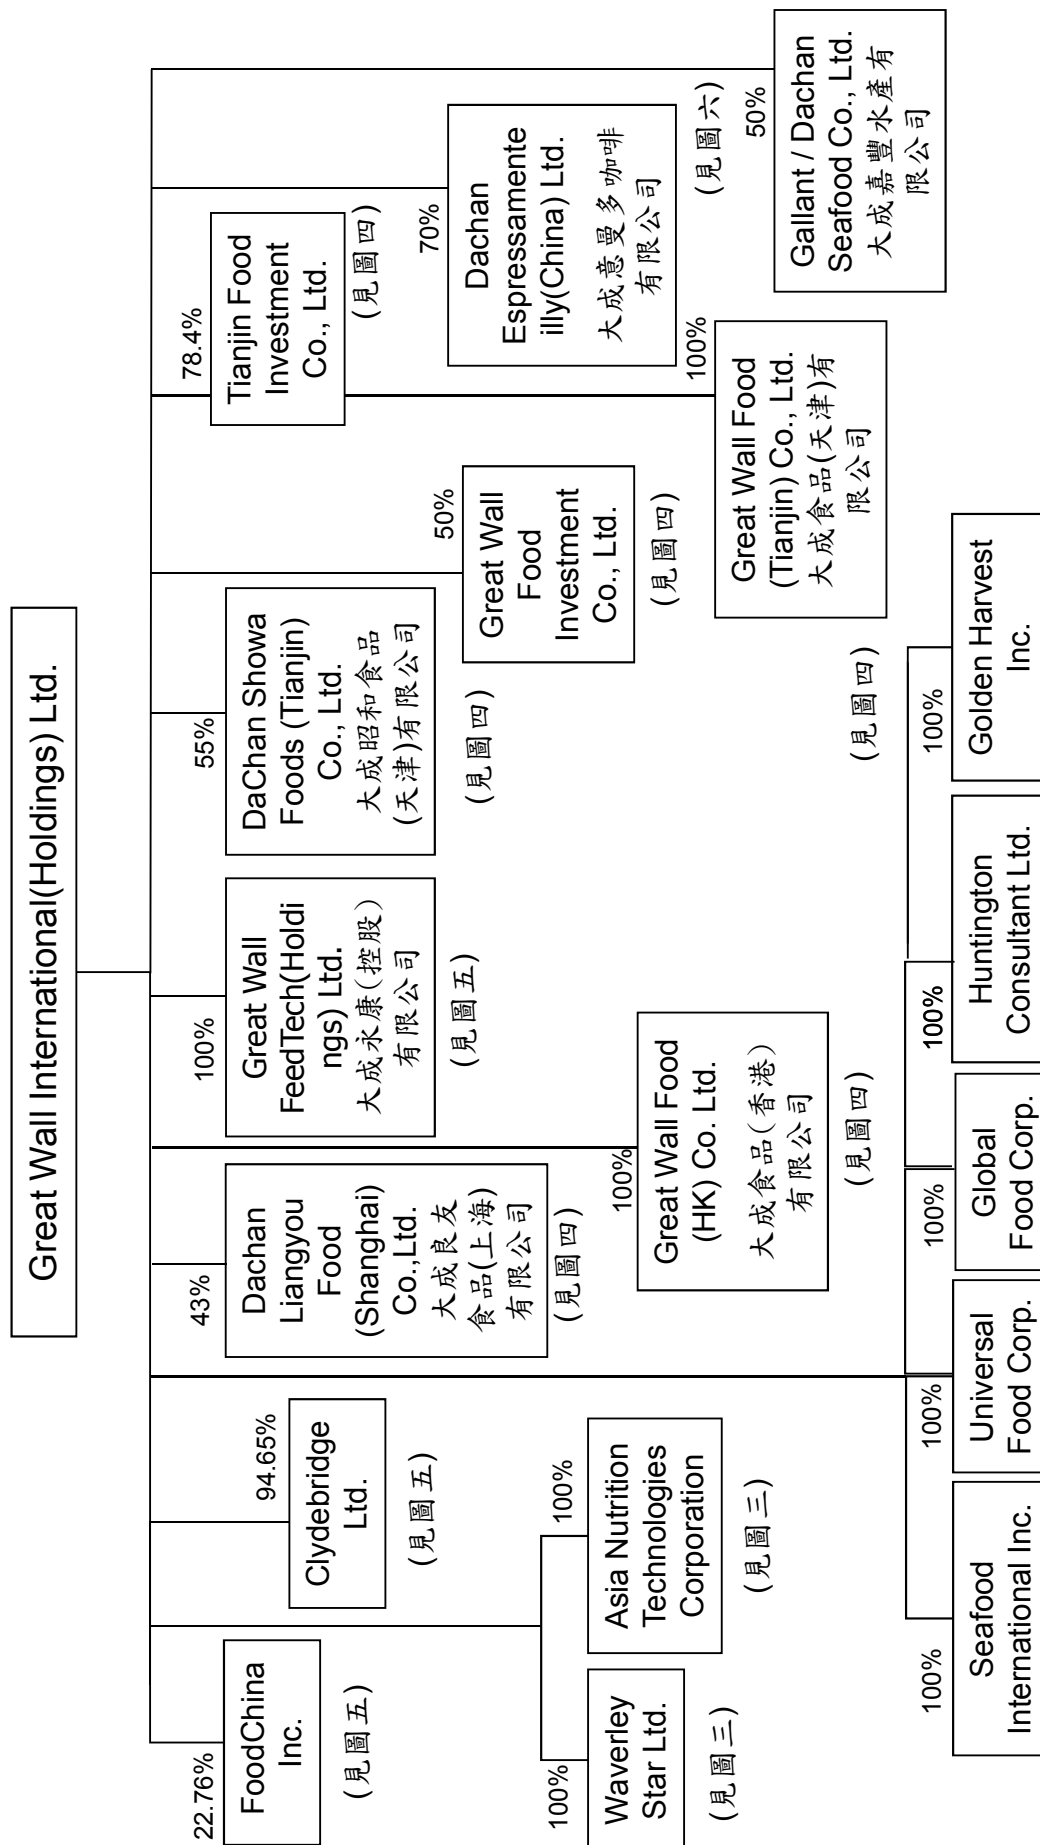 Great Wall International(Holdings) Ltd.
22.76%
FoodChina
Inc.
(見圖五)
94.65%
Clydebridge
Ltd.
(見圖五)
43%
Dachan
Liangyou
Food
(Shanghai)
Co.,Ltd.
大成良友
食品(上海)
有限公司
(見圖四)
100%
Great Wall
FeedTech(Holdi
ngs) Ltd.
大成永康(控股)
有限公司
(見圖五)
55%
DaChan Showa
Foods (Tianjin)
Co., Ltd.
大成昭和食品
(天津)有限公司
(見圖四)
50%
Great Wall
Food
Investment
Co., Ltd.
(見圖四)
78.4%
Tianjin Food
Investment
Co., Ltd.
(見圖四)
70%
Dachan
Espressamente
illy(China) Ltd.
大成意曼多咖啡
有限公司
(見圖六)
50%
Gallant / Dachan
Seafood Co., Ltd.
大成嘉豐水產有
限公司
100%
Waverley
Star Ltd.
(見圖三)
100%
Asia Nutrition
Technologies
Corporation
(見圖三)
100%
Great Wall Food
(HK) Co. Ltd.
大成食品(香港)
有限公司
(見圖四)
100%
Great Wall Food
(Tianjin) Co., Ltd.
大成食品(天津)有
限公司
(見圖四)
100%
Seafood
International Inc.
100%
Universal
Food Corp.
100%
Global
Food Corp.
100%
Huntington
Consultant Ltd.
100%
Golden Harvest
Inc.